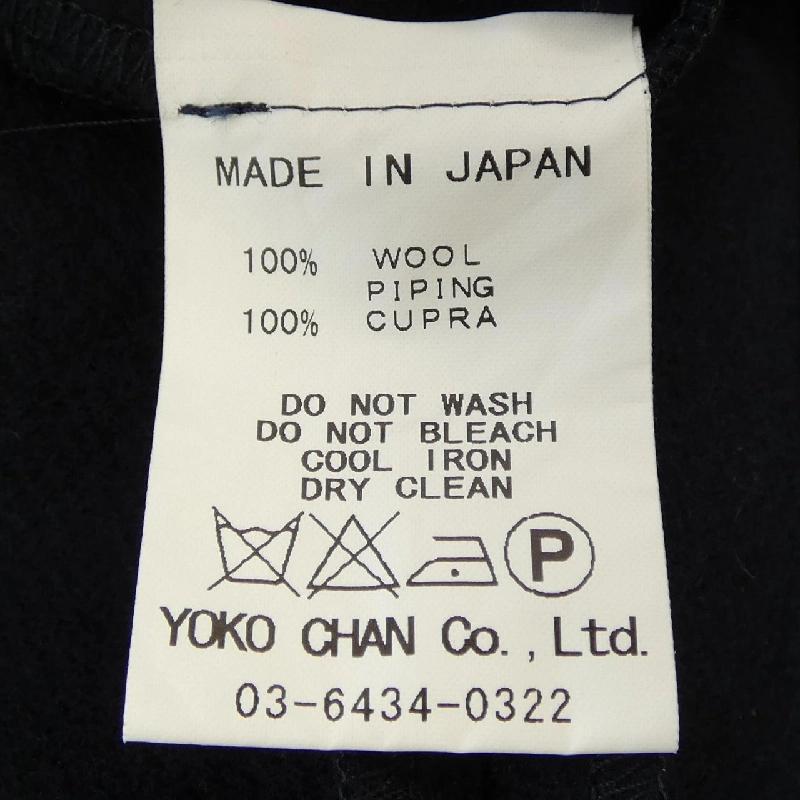 MADE IN JAPAN
100% WOOL
PIPING
100% CUPRA
DO NOT WASH
DO NOT BLEACH
COOL IRON
DRY CLEAN
P
YOKO CHAN Co., Ltd.
03-6434-0322